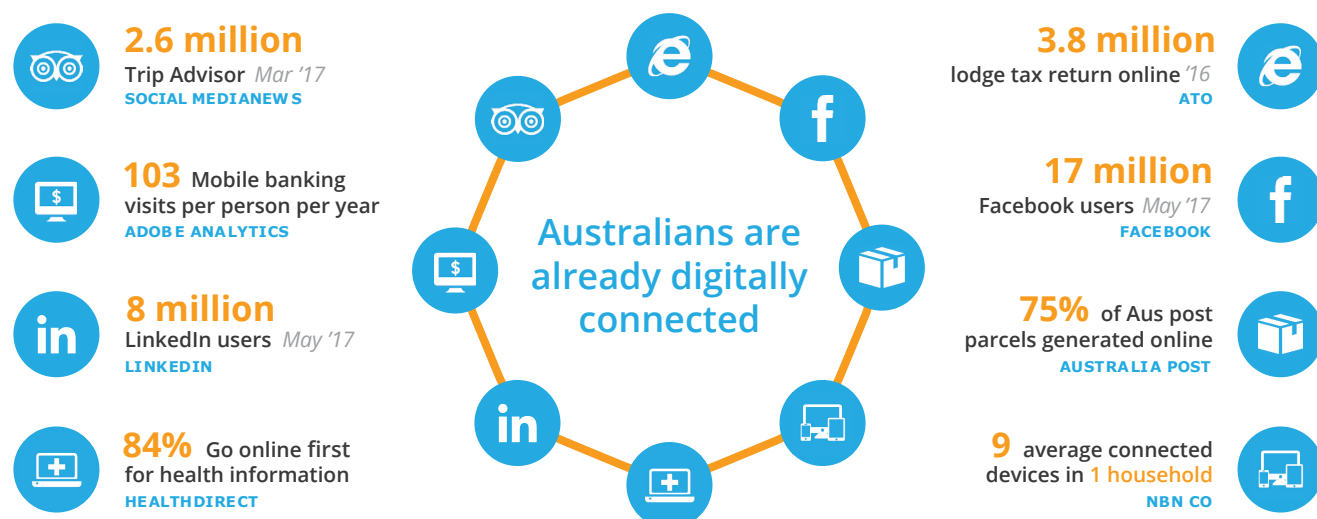 2.6 million
Trip Advisor Mar '17
SOCIAL MEDIANEWS
103 Mobile banking
visits per person per year
ADOBE ANALYTICS
8 million
LinkedIn users May '17
LINKEDIN
84% Go online first
for health information
HEALTHDIRECT
Australians are
already digitally
connected
3.8 million
lodge tax return online '16
ATO
17 million
Facebook users May '17
FACEBOOK
75% of Aus post
parcels generated online
AUSTRALIA POST
9 average connected
devices in 1 household
NBN CO